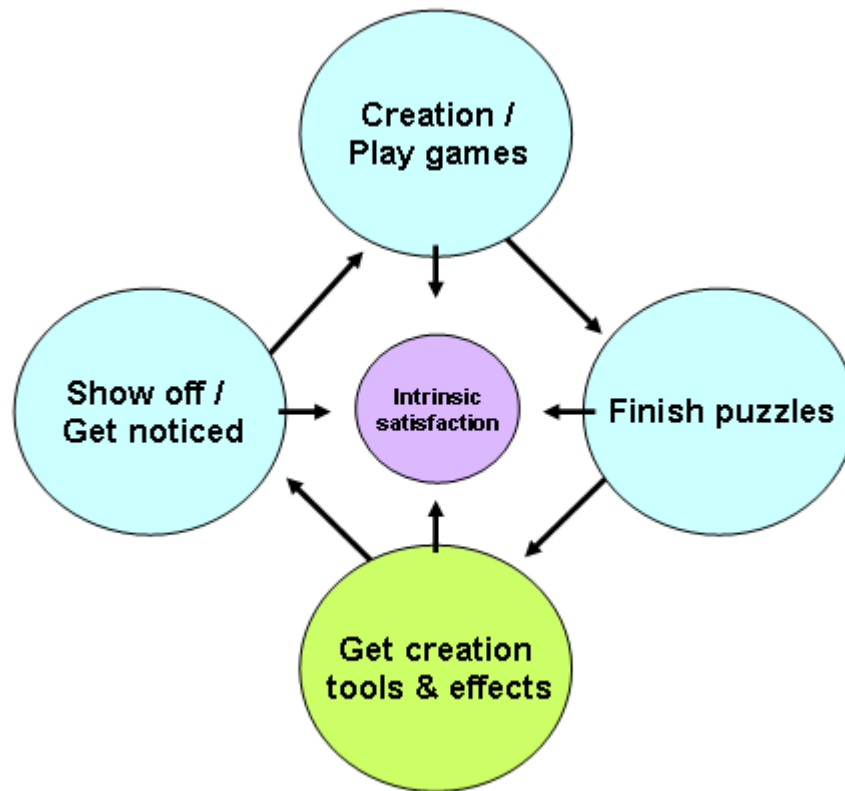 Creation /
Play games
Show off /
Get noticed
Intrinsic
satisfaction
Finish puzzles
Get creation
tools & effects